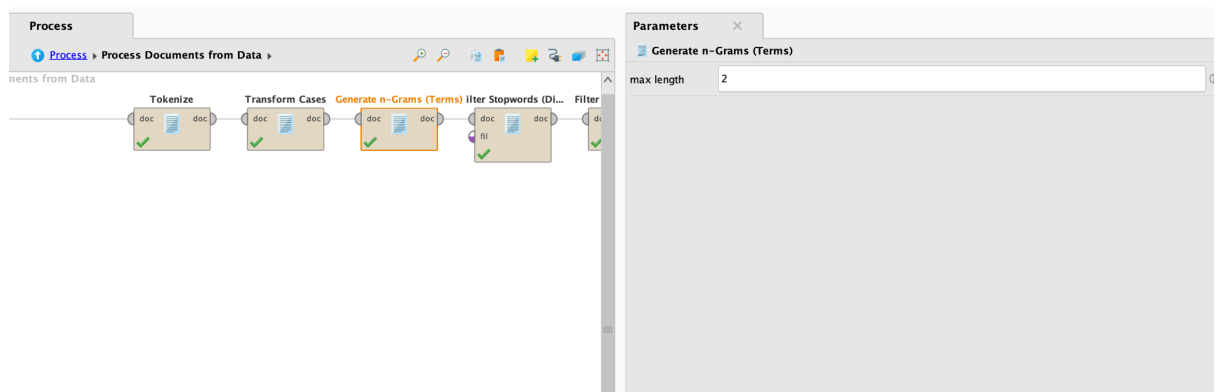 Process
Process ▸ Process Documents from Data ▸
ments from Data
Tokenize
doc doc
Transform Cases
doc doc
Generate n-Grams (Terms)
doc doc
ilter Stopwords (Di...
doc doc
fil
Filter
do
Parameters
Generate n-Grams (Terms)
max length 2